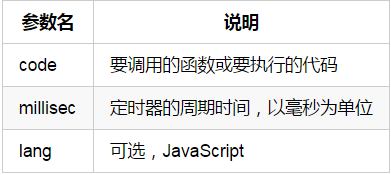 参数名 说明
code 要调用的函数或要执行的代码
millisec 定时器的周期时间，以毫秒为单位
lang 可选，JavaScript